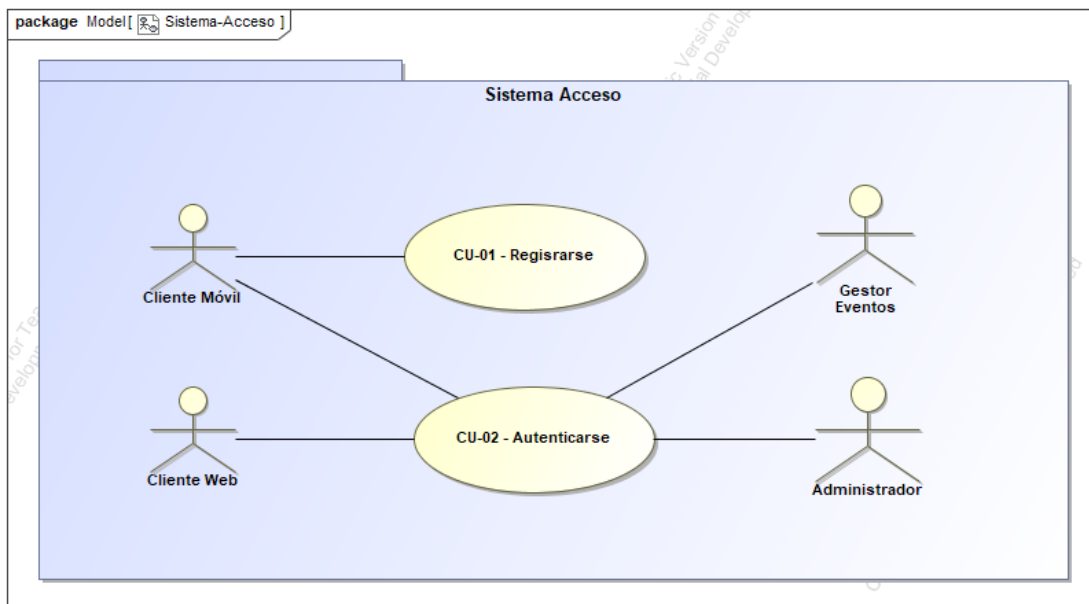 package Model[ Sistema-Acceso ]
Sistema Acceso
CU-01 - Regisrarse
Cliente Móvil
Gestor
Eventos
CU-02 - Autenticarse
Cliente Web
Administrador